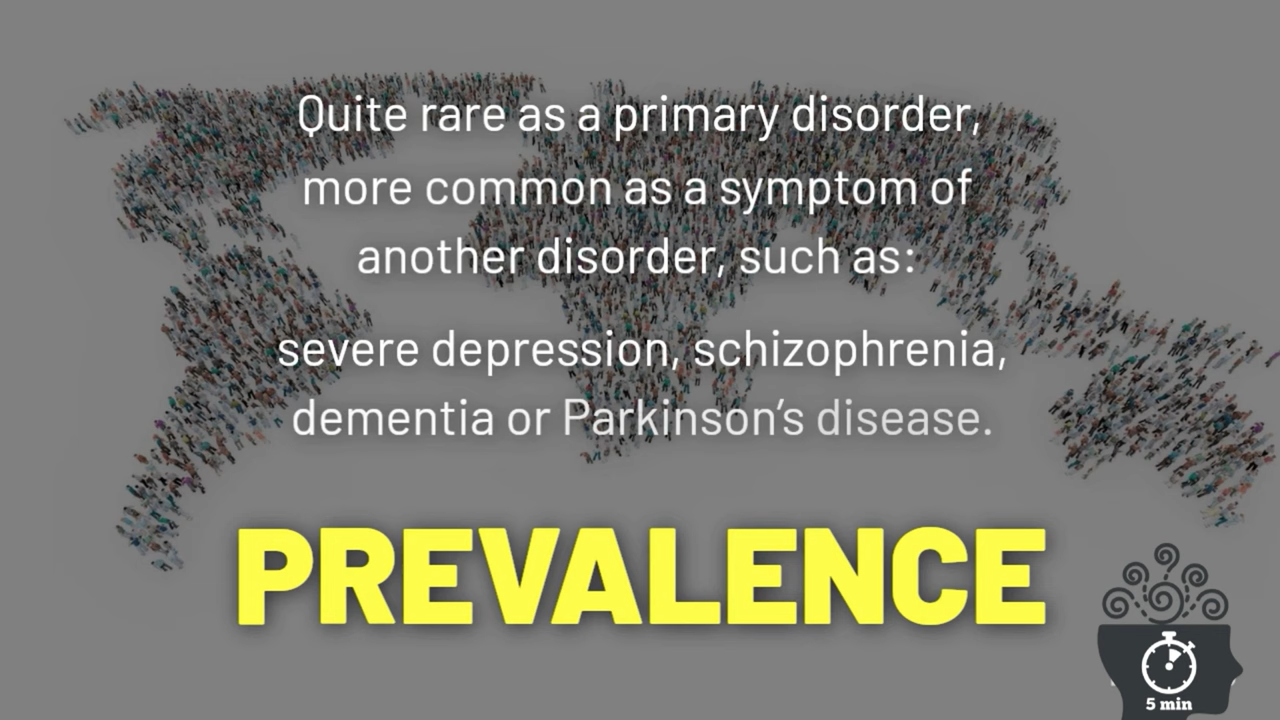 Quite rare as a primary disorder,
more common as a symptom of
another disorder, such as:
severe depression, schizophrenia,
dementia or Parkinson’s disease.
PREVALENCE
5 min